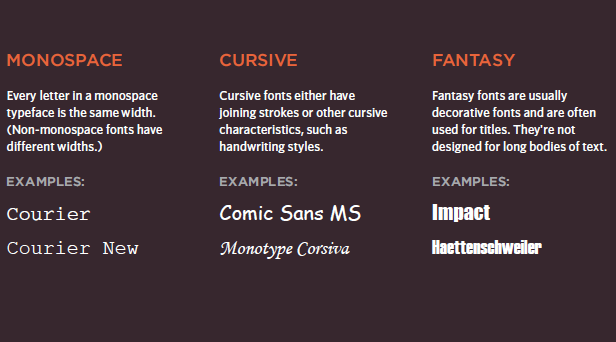 MONOSPACE
Every letter in a monospace
typeface is the same width.
(Non-monospace fonts have
different widths.)
EXAMPLES:
Courier
Courier New
CURSIVE
Cursive fonts either have
joining strokes or other cursive
characteristics, such as
handwriting styles.
EXAMPLES:
Comic Sans MS
Monotype Corsiva
FANTASY
Fantasy fonts are usually
decorative fonts and are often
used for titles. They're not
designed for long bodies of text.
EXAMPLES:
Impact
Haettenschweiler